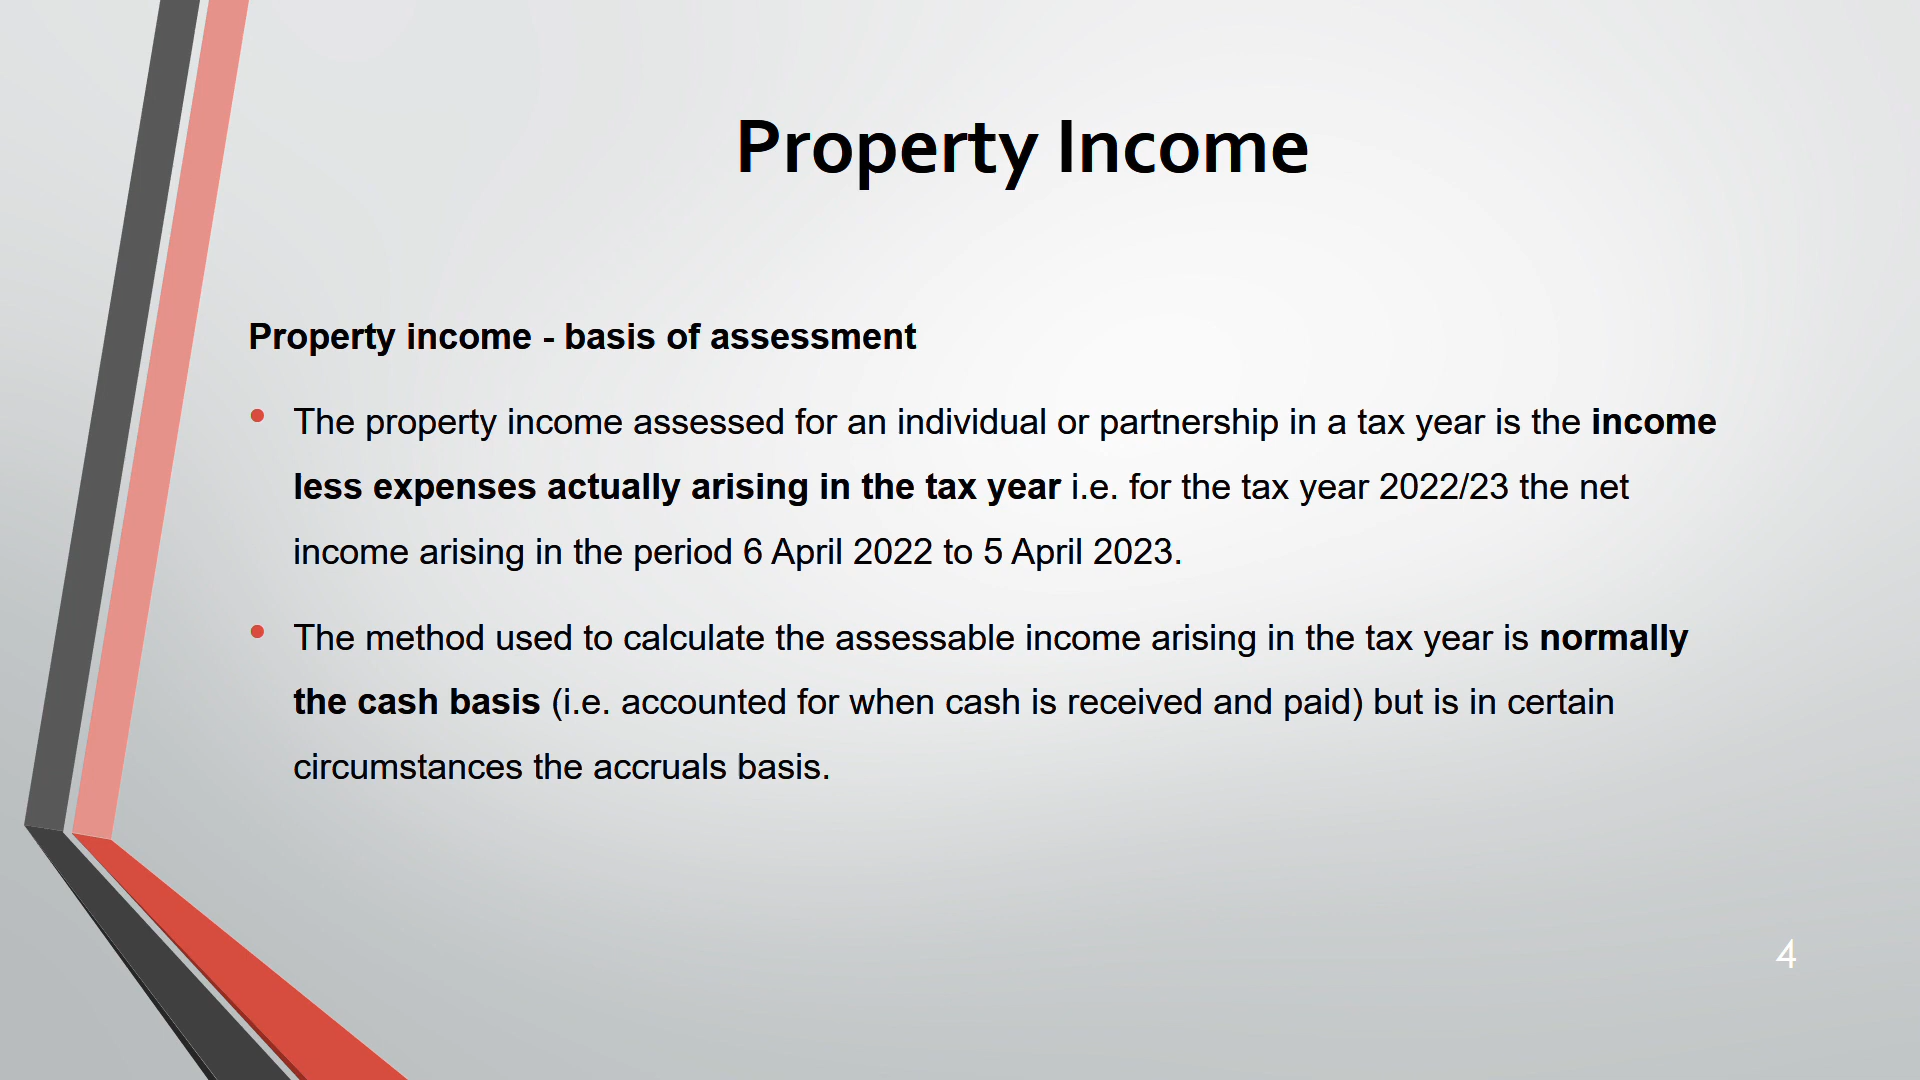 Property Income
Property income - basis of assessment
• The property income assessed for an individual or partnership in a tax year is the income
less expenses actually arising in the tax year i.e. for the tax year 2022/23 the net
income arising in the period 6 April 2022 to 5 April 2023.
• The method used to calculate the assessable income arising in the tax year is normally
the cash basis (i.e. accounted for when cash is received and paid) but is in certain
circumstances the accruals basis.
4